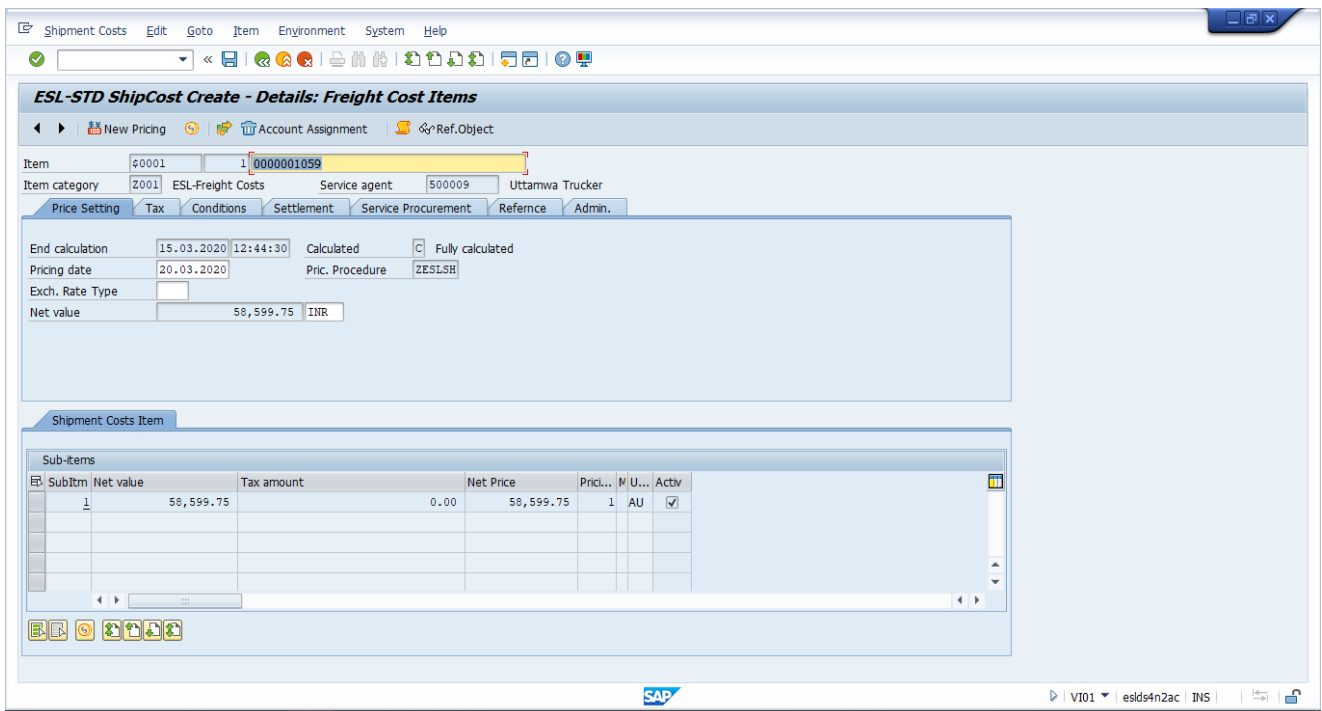 Shipment Costs Edit Goto Item Environment System Help
ESL-STD ShipCost Create - Details: Freight Cost Items
New Pricing Account Assignment Ref.Object
Item $0001 1 0000001059
Item category Z001 ESL-Freight Costs Service agent 500009 Uttamwa Trucker
Price Setting Tax Conditions Settlement Service Procurement Refernce Admin.
End calculation 15.03.2020 12:44:30 Calculated C Fully calculated
Pricing date 20.03.2020 Pric. Procedure ZESLSH
Exch. Rate Type
Net value 58,599.75 INR
Shipment Costs Item
Sub-items
SubItm Net value Tax amount Net Price Prici... M U... Activ
1 58,599.75 0.00 58,599.75 1 AU
SAP VI01 eslds4n2ac INS